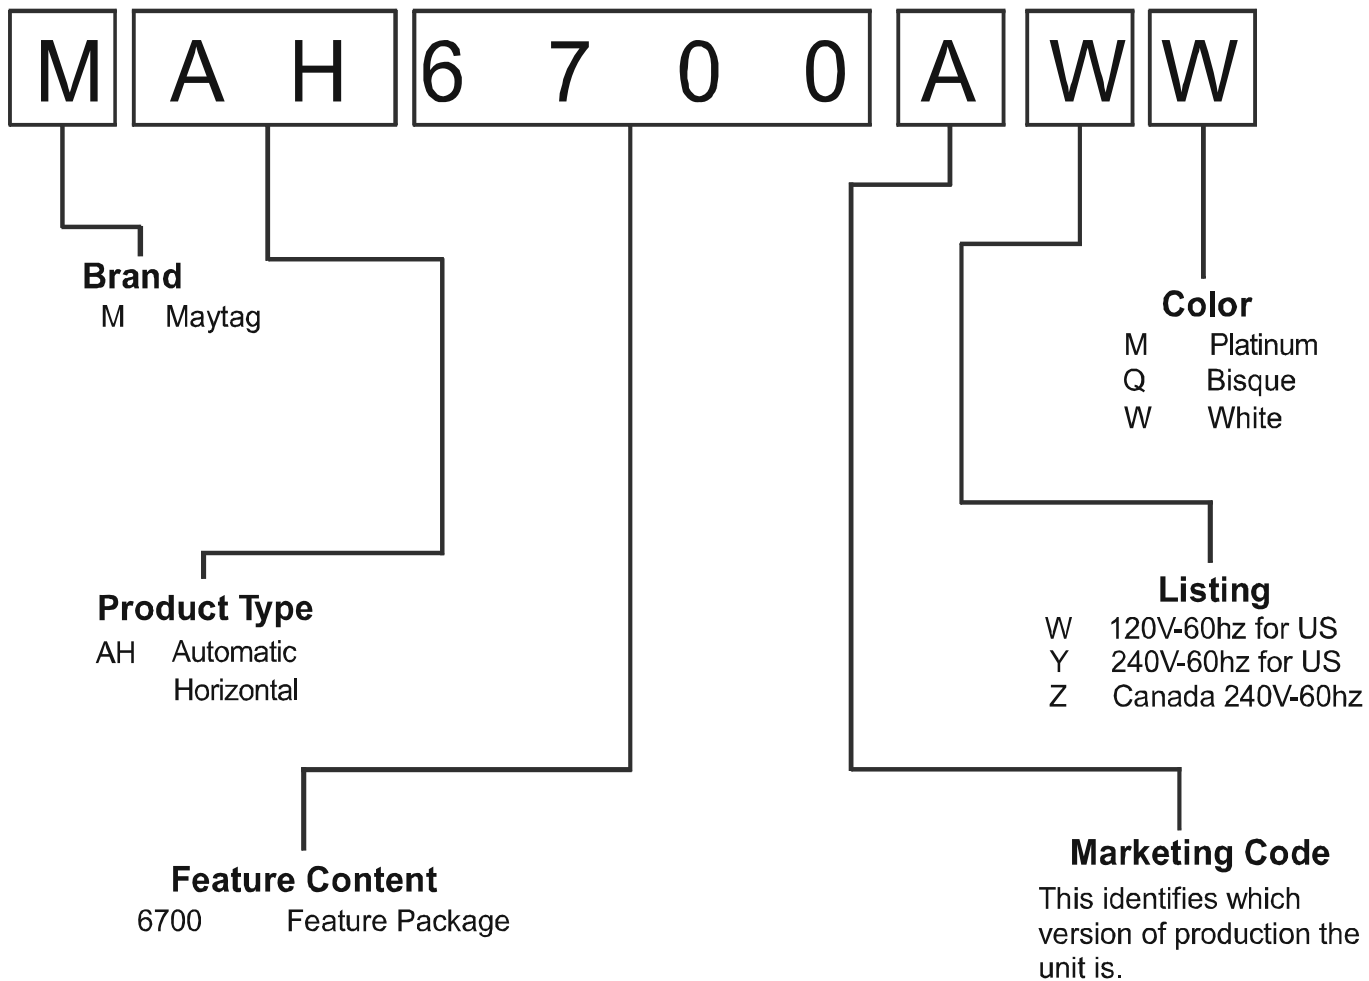 M A H 6 7 0 0 A W W
Brand
M Maytag
Color
M Platinum
Q Bisque
W White
Product Type
AH Automatic
Horizontal
Listing
W 120V-60hz for US
Y 240V-60hz for US
Z Canada 240V-60hz
Feature Content
6700 Feature Package
Marketing Code
This identifies which
version of production the
unit is.